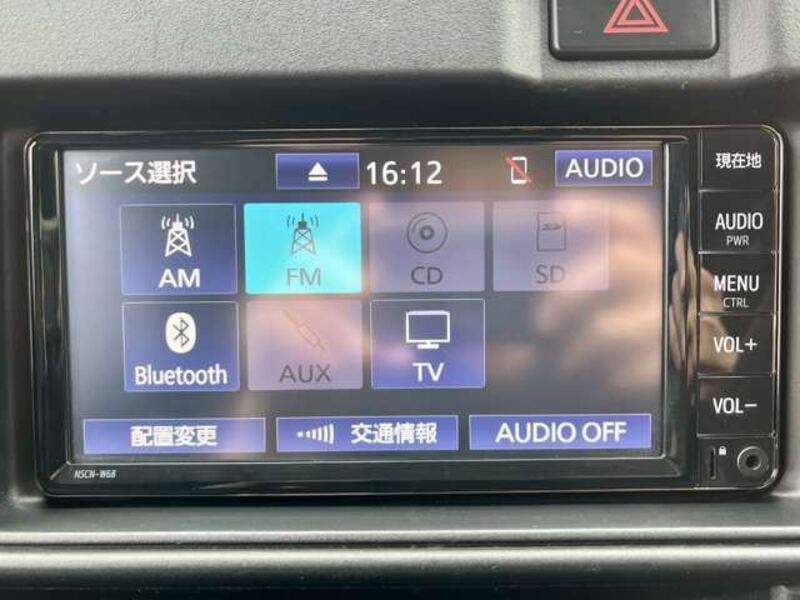 ソース選択
16:12
AUDIO
AM
FM
CD
SD
Bluetooth
AUX
TV
配置変更
交通情報
AUDIO OFF
NSCN-W68
現在地
AUDIO
PWR
MENU
CTRL
VOL+
VOL-